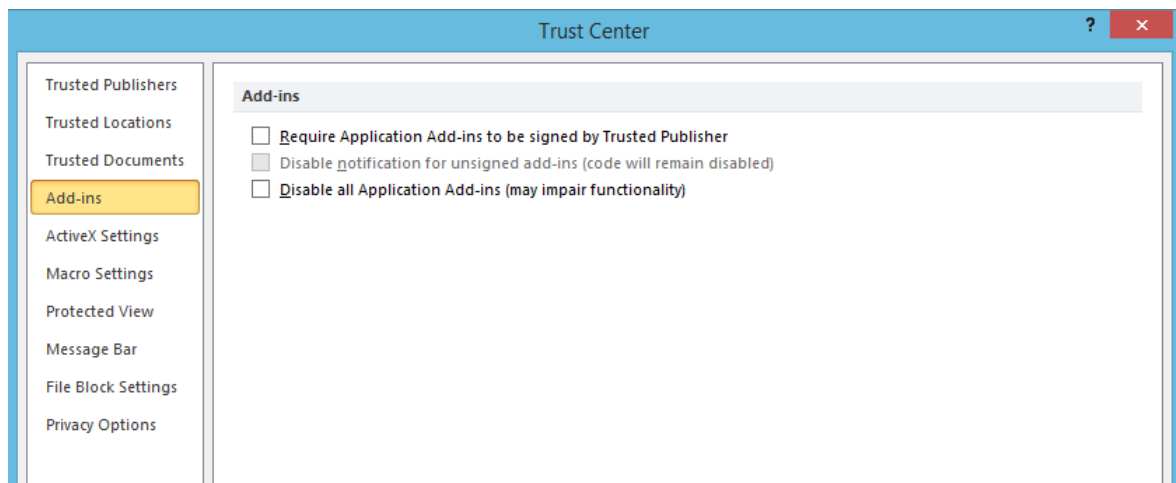 Trust Center
?
Trusted Publishers
Trusted Locations
Trusted Documents
Add-ins
ActiveX Settings
Macro Settings
Protected View
Message Bar
File Block Settings
Privacy Options
Add-ins
Require Application Add-ins to be signed by Trusted Publisher
Disable notification for unsigned add-ins (code will remain disabled)
Disable all Application Add-ins (may impair functionality)